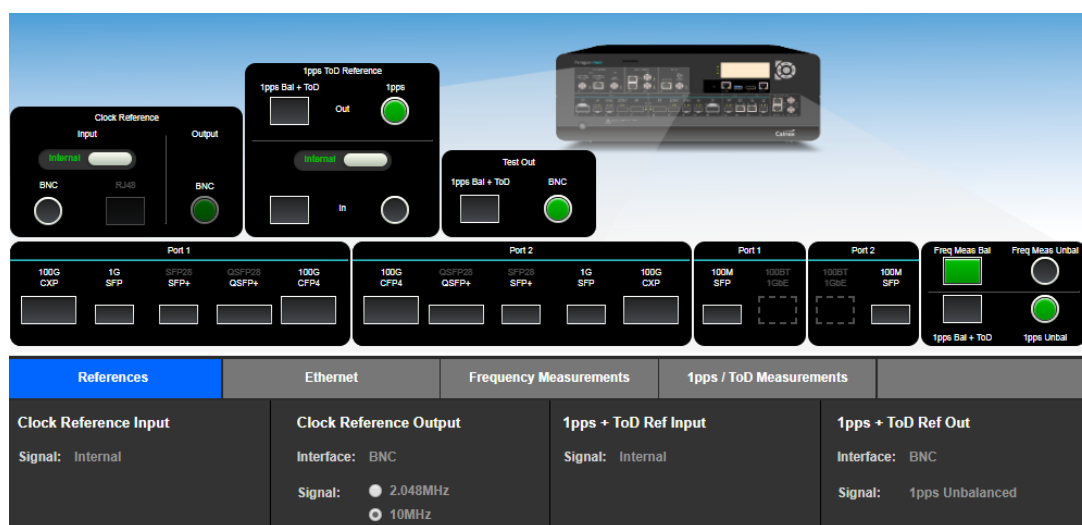 1pps ToD Reference
1pps Bal + ToD
1pps
Out
Internal
In
Clock Reference
Input
Output
Internal
BNC
RJ48
BNC
Test Out
1pps Bal + ToD
BNC
Calnex
Port 1
100G CXP
1G SFP
SFP28 SFP+
QSFP28 QSFP+
100G CFP4
Port 2
100G CFP4
QSFP28 QSFP+
SFP28 SFP+
1G SFP
100G CXP
Port 1
100M SFP
100BT 1GbE
Port 2
100BT 1GbE
100M SFP
Freq Meas Bal
Freq Meas Unbal
1pps Bal + ToD
1pps Unbal
References
Ethernet
Frequency Measurements
1pps / ToD Measurements
Clock Reference Input
Signal: Internal
Clock Reference Output
Interface: BNC
Signal: 2.048MHz
10MHz
1pps + ToD Ref Input
Signal: Internal
1pps + ToD Ref Out
Interface: BNC
Signal: 1pps Unbalanced